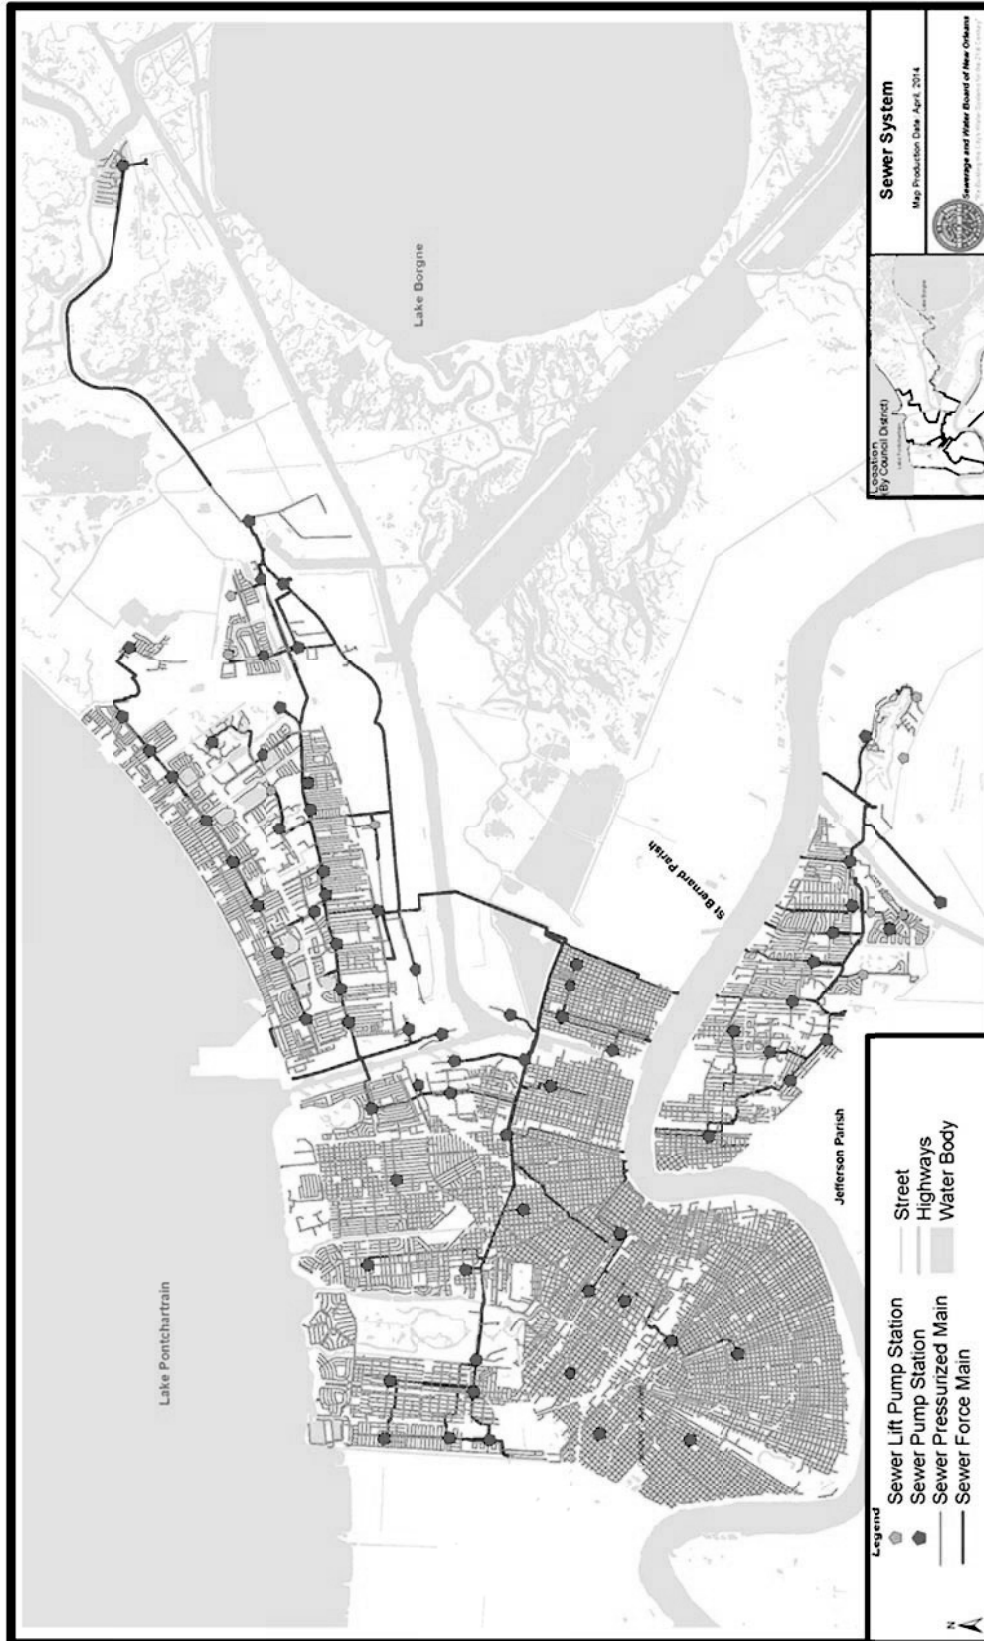 Sewer System
Map Production Date: April, 2014
Sewerage and Water Board of New Orleans
Location
(By Council District)
Lake Borgne
Lake Pontchartrain
Lake Borgne
St Bernard Parish
Jefferson Parish
Legend
Sewer Lift Pump Station
Sewer Pump Station
Sewer Pressurized Main
Sewer Force Main
Street
Highways
Water Body
N